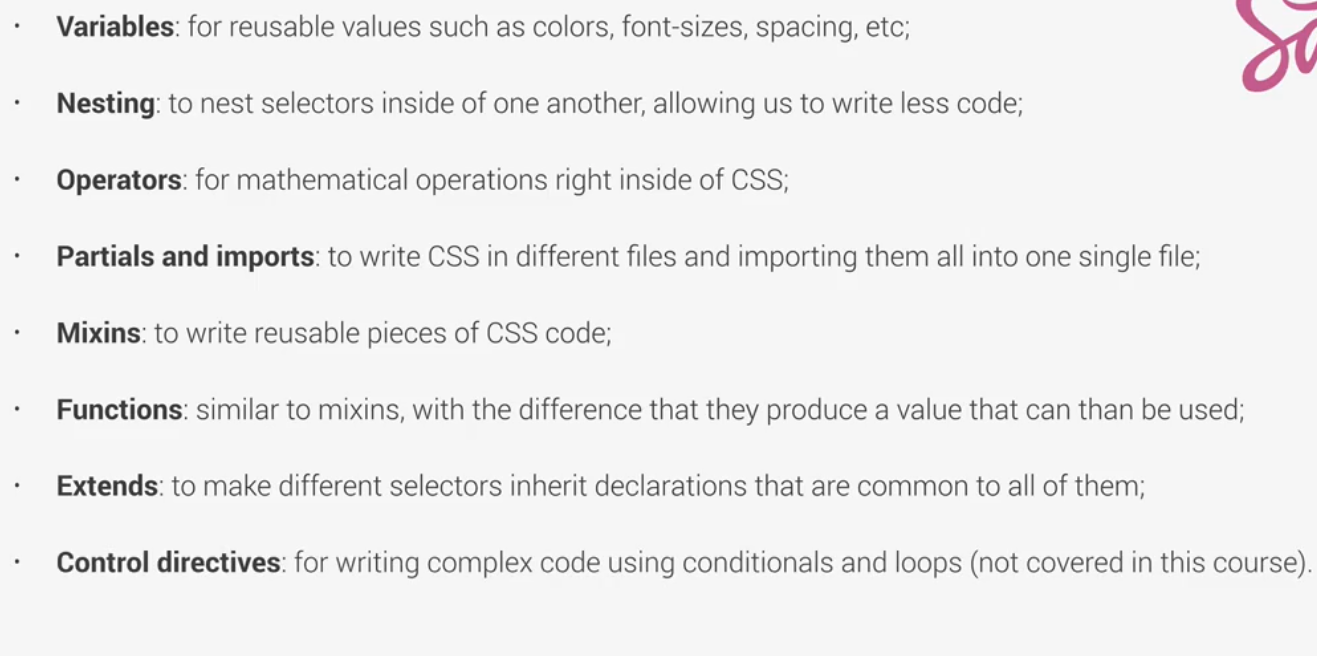 · Variables: for reusable values such as colors, font-sizes, spacing, etc;
· Nesting: to nest selectors inside of one another, allowing us to write less code;
· Operators: for mathematical operations right inside of CSS;
· Partials and imports: to write CSS in different files and importing them all into one single file;
· Mixins: to write reusable pieces of CSS code;
· Functions: similar to mixins, with the difference that they produce a value that can than be used;
· Extends: to make different selectors inherit declarations that are common to all of them;
· Control directives: for writing complex code using conditionals and loops (not covered in this course).